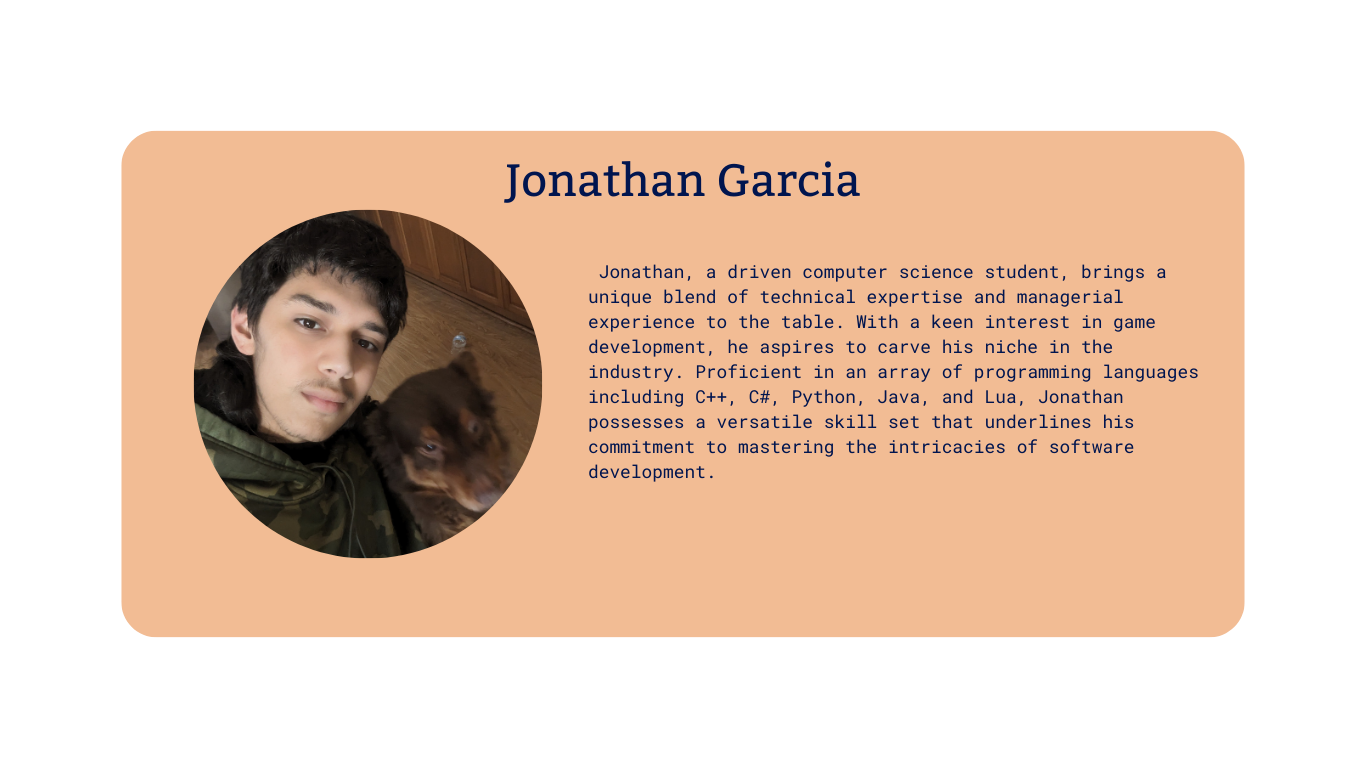 Jonathan Garcia
Jonathan, a driven computer science student, brings a
unique blend of technical expertise and managerial
experience to the table. With a keen interest in game
development, he aspires to carve his niche in the
industry. Proficient in an array of programming languages
including C++, C#, Python, Java, and Lua, Jonathan
possesses a versatile skill set that underlines his
commitment to mastering the intricacies of software
development.